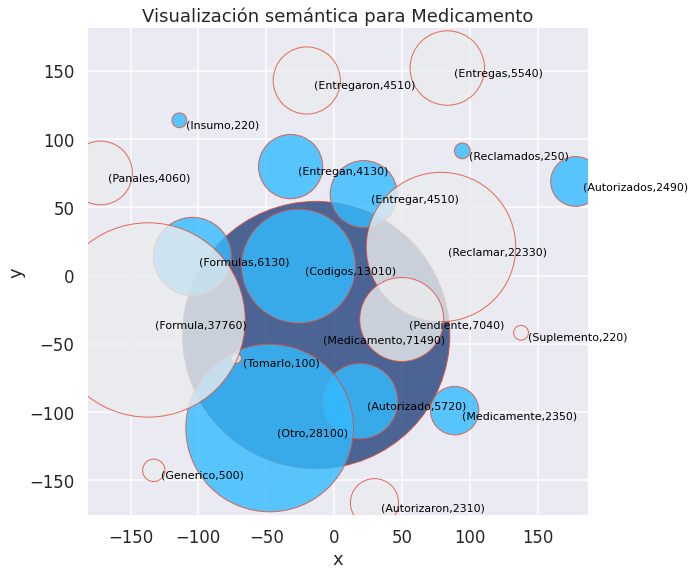 Visualización semántica para Medicamento
(Entregas,5540)
(Entregaron,4510)
(Insumo,220)
(Reclamados,250)
(Entregan,4130)
(Panales,4060)
(Autorizados,2490)
(Entregar,4510)
(Reclamar,22330)
(Formulas,6130)
(Codigos,13010)
(Formula,37760)
(Pendiente,7040)
(Medicamento,71490)
(Suplemento,220)
(Tomarlo,100)
(Autorizado,5720)
(Medicamente,2350)
(Otro,28100)
(Generico,500)
(Autorizaron,2310)
150
100
50
0
−50
−100
−150
y
−150 −100 −50 0 50 100 150
x